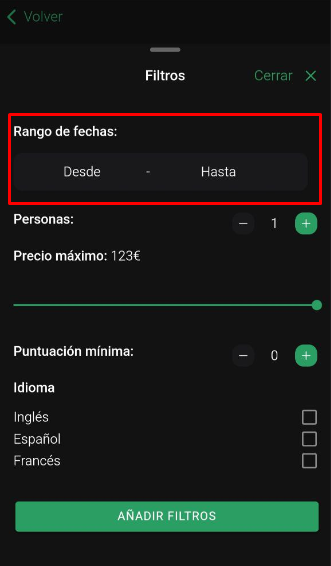 Volver
Filtros
Cerrar
Rango de fechas:
Desde - Hasta
Personas: 1
Precio máximo: 123€
Puntuación mínima: 0
Idioma
Inglés
Español
Francés
AÑADIR FILTROS